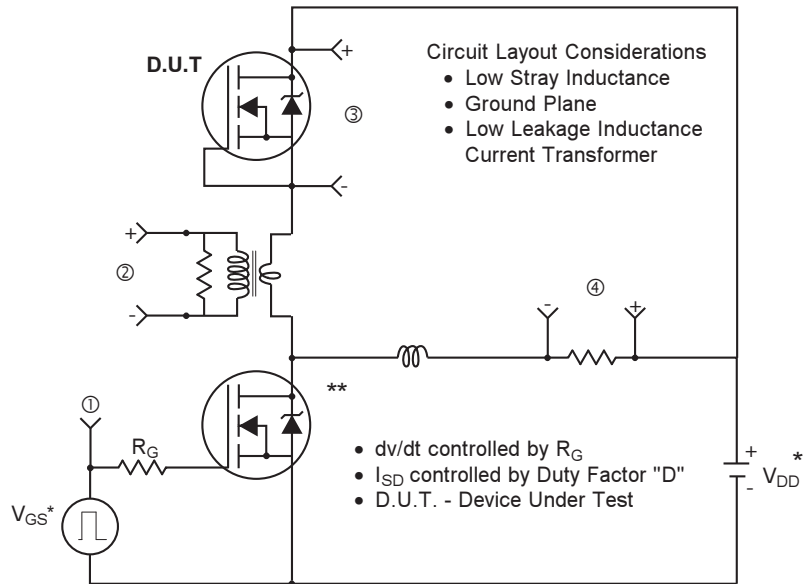 D.U.T
+
③
-
Circuit Layout Considerations
• Low Stray Inductance
• Ground Plane
• Low Leakage Inductance
Current Transformer
+
②
-
④
- +
**
①
R_G
V_GS*
• dv/dt controlled by R_G
• I_SD controlled by Duty Factor "D"
• D.U.T. - Device Under Test
+
-
V_DD*